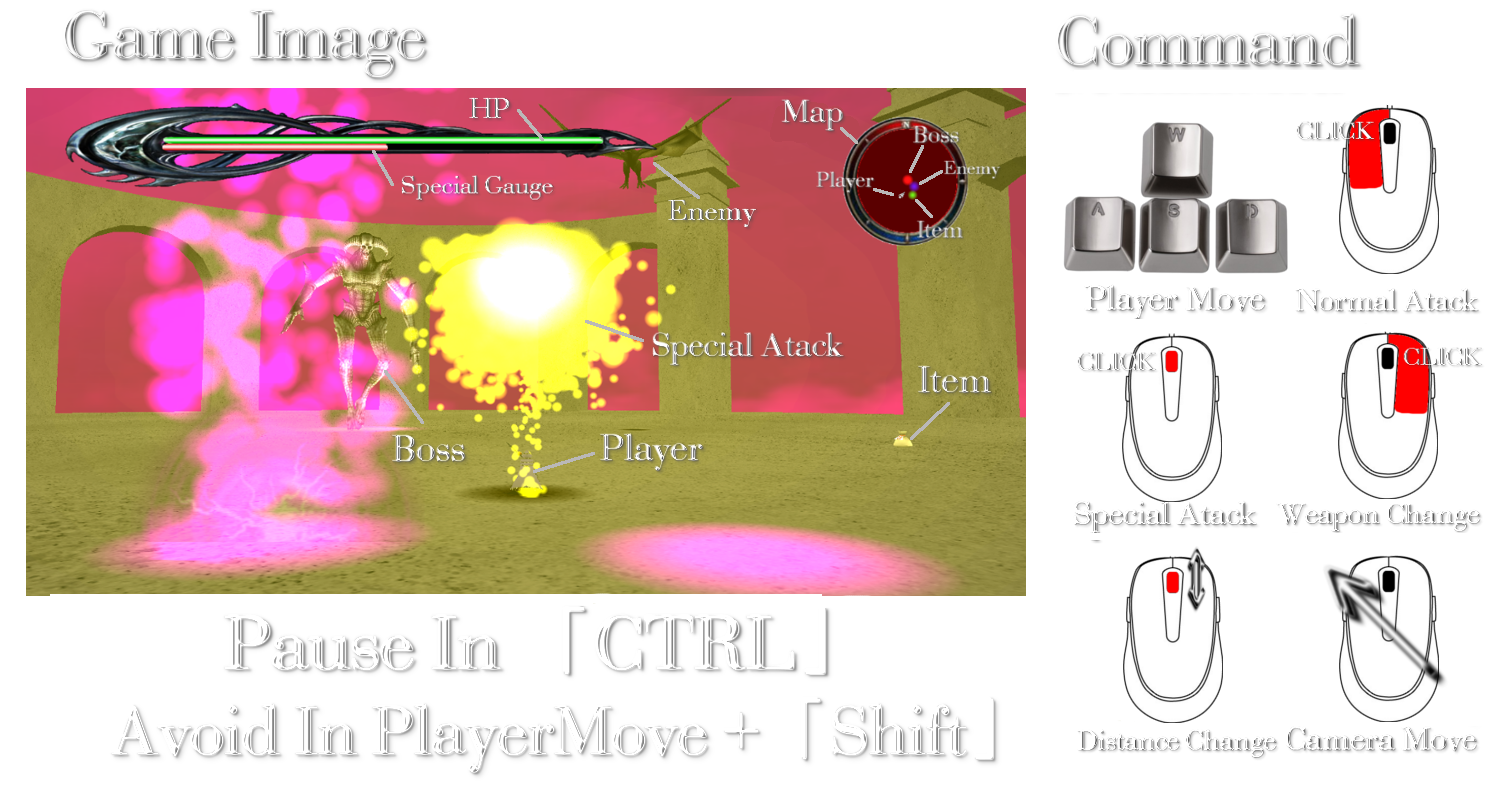 Game Image
Command
HP
Map
Boss
Enemy
Player
Item
Special Gauge
Enemy
Special Atack
Item
Boss
Player
W
A
S
D
Player Move
CLICK
Normal Atack
CLICK
Special Atack
CLICK
Weapon Change
Distance Change
Camera Move
Pause In 「CTRL」
Avoid In PlayerMove + 「Shift」